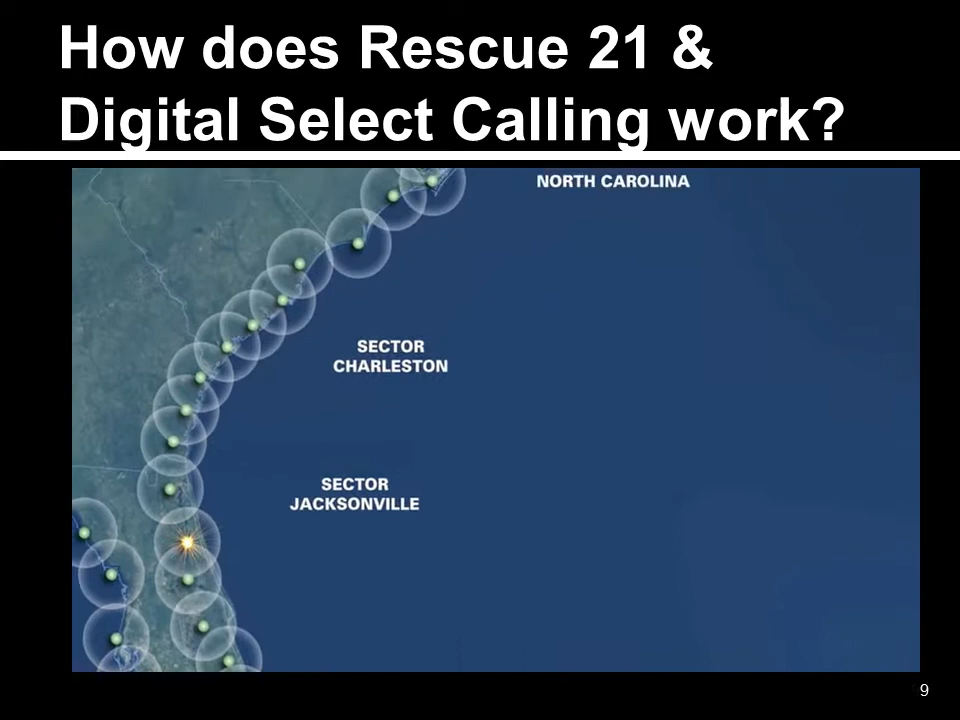 How does Rescue 21 &
Digital Select Calling work?
NORTH CAROLINA
SECTOR
CHARLESTON
SECTOR
JACKSONVILLE
9